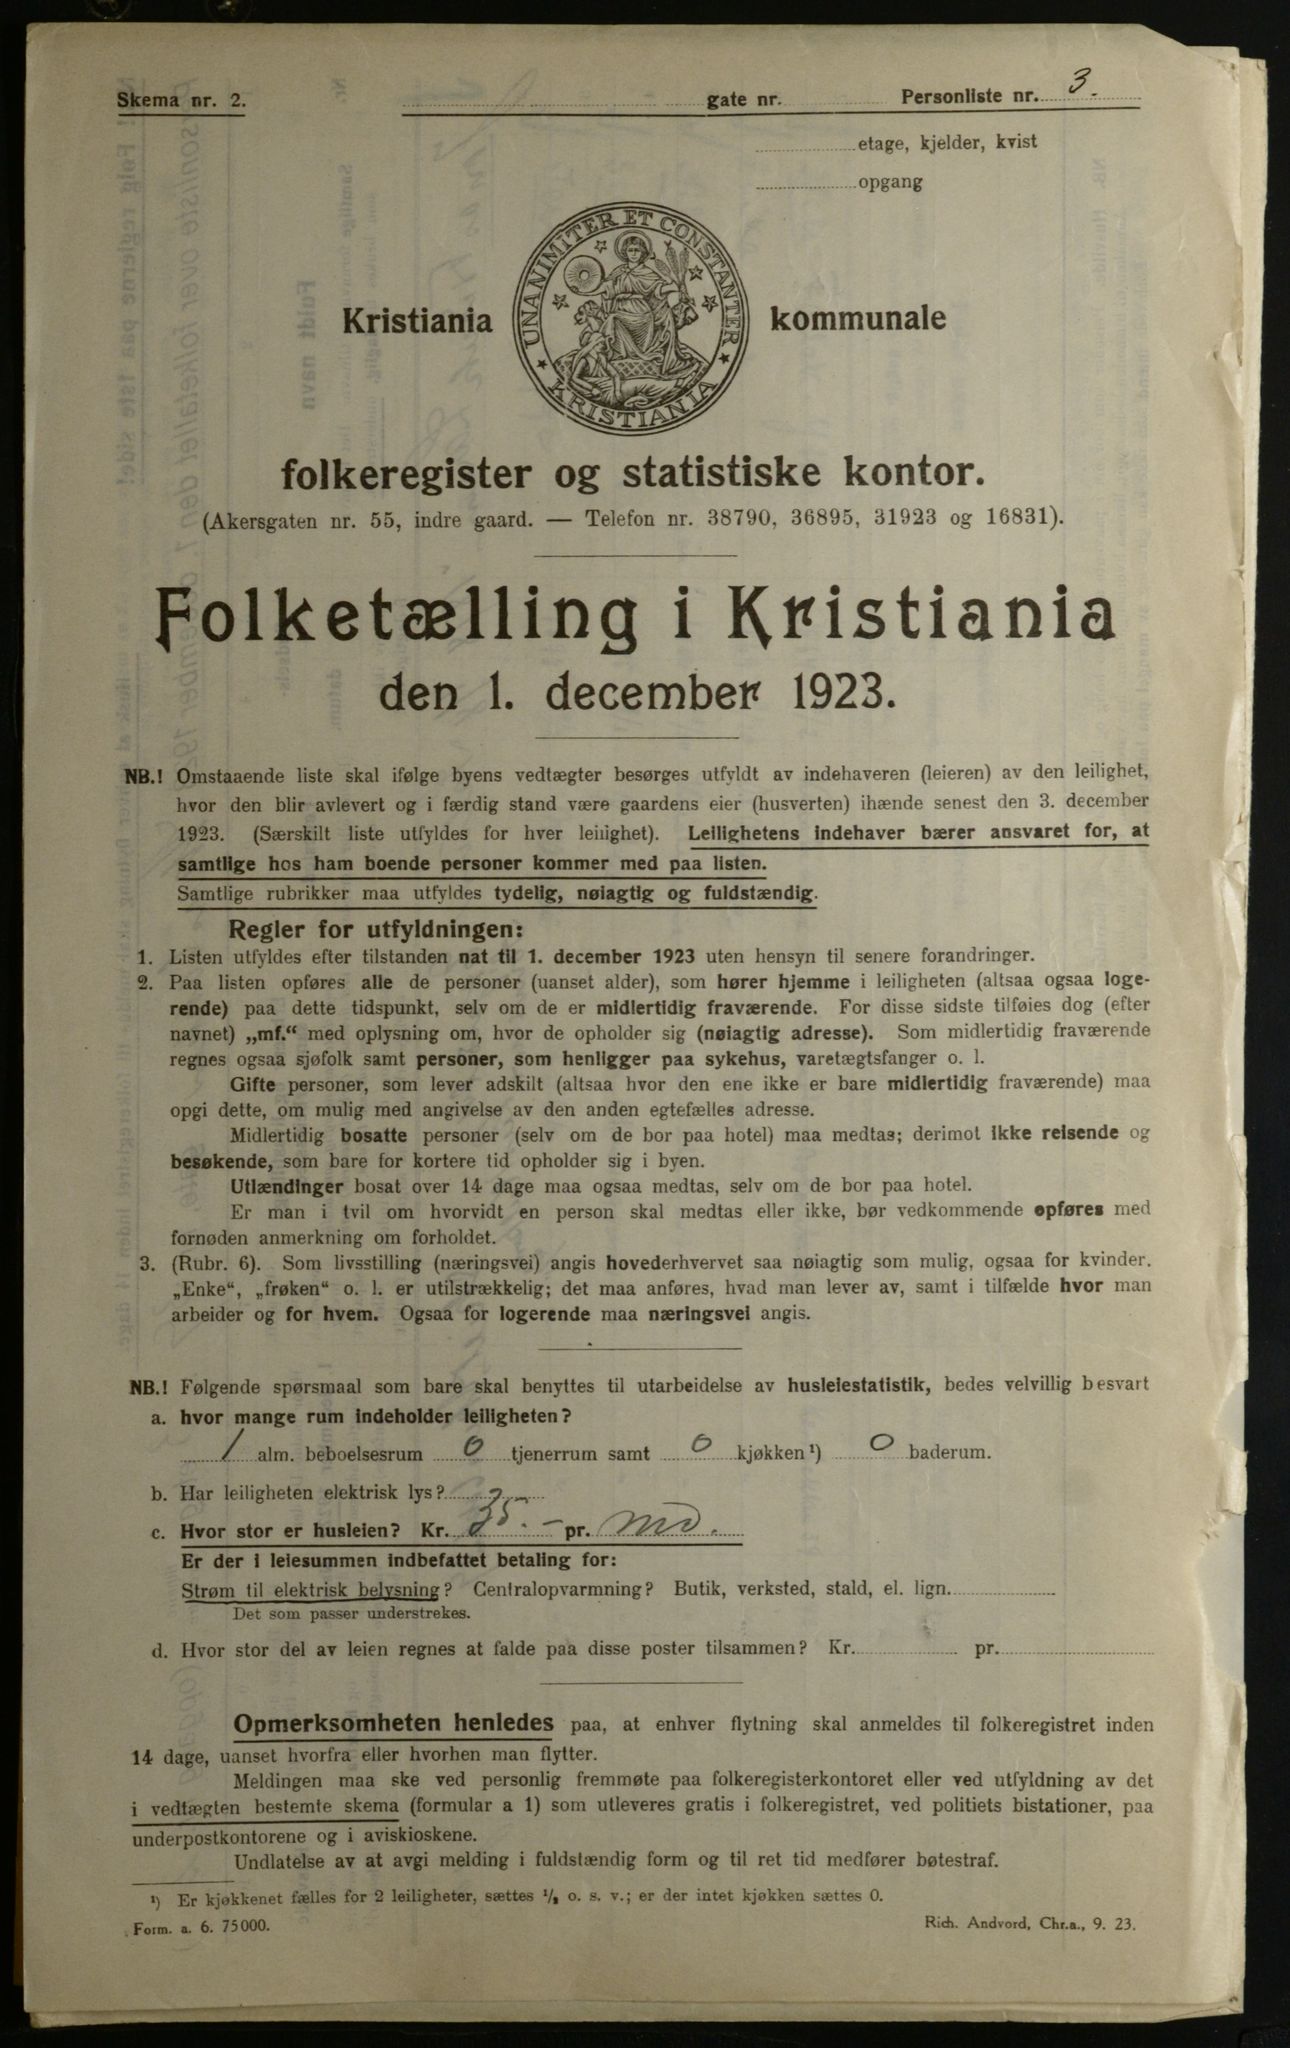 Skema nr. 2. gate nr. Personliste nr. 3.
etage, kjelder, kvist
opgang
UNANIMITER ET CONSTANTER
KRISTIANIA
Kristiania kommunale
folkeregister og statistiske kontor.
(Akersgaten nr. 55, indre gaard. — Telefon nr. 38790, 36895, 31923 og 16831).
Folketælling i Kristiania
den 1. december 1923.
NB.! Omstaaende liste skal ifølge byens vedtægter besørges utfyldt av indehaveren (leieren) av den leilighet,
hvor den blir avlevert og i færdig stand være gaardens eier (husverten) ihænde senest den 3. december
1923. (Særskilt liste utfyldes for hver leilighet). Leilighetens indehaver bærer ansvaret for, at
samtlige hos ham boende personer kommer med paa listen.
Samtlige rubrikker maa utfyldes tydelig, nøiagtig og fuldstændig.
Regler for utfyldningen:
1. Listen utfyldes efter tilstanden nat til 1. december 1923 uten hensyn til senere forandringer.
2. Paa listen opføres alle de personer (uanset alder), som hører hjemme i leiligheten (altsaa ogsaa loge-
rende) paa dette tidspunkt, selv om de er midlertidig fraværende. For disse sidste tilføies dog (efter
navnet) „mf.“ med oplysning om, hvor de opholder sig (nøiagtig adresse). Som midlertidig fraværende
regnes ogsaa sjøfolk samt personer, som henligger paa sykehus, varetægtsfanger o. l.
Gifte personer, som lever adskilt (altsaa hvor den ene ikke er bare midlertidig fraværende) maa
opgi dette, om mulig med angivelse av den anden egtefælles adresse.
Midlertidig bosatte personer (selv om de bor paa hotel) maa medtas; derimot ikke reisende og
besøkende, som bare for kortere tid opholder sig i byen.
Utlændinger bosat over 14 dage maa ogsaa medtas, selv om de bor paa hotel.
Er man i tvil om hvorvidt en person skal medtas eller ikke, bør vedkommende opføres med
fornøden anmerkning om forholdet.
3. (Rubr. 6). Som livsstilling (næringsvei) angis hovederhvervet saa nøiagtig som mulig, ogsaa for kvinder.
„Enke“, „frøken“ o. l. er utilstrækkelig; det maa anføres, hvad man lever av, samt i tilfælde hvor man
arbeider og for hvem. Ogsaa for logerende maa næringsvei angis.
NB.! Følgende spørsmaal som bare skal benyttes til utarbeidelse av husleiestatistik, bedes velvillig besvart
a. hvor mange rum indeholder leiligheten?
1 alm. beboelsesrum 0 tjenerrum samt 0 kjøkken¹) 0 baderum.
b. Har leiligheten elektrisk lys?
c. Hvor stor er husleien? Kr. 35.- pr. md.
Er der i leiesummen indbefattet betaling for:
Strøm til elektrisk belysning? Centralopvarmning? Butik, verksted, stald, el. lign.
Det som passer understrekes.
d. Hvor stor del av leien regnes at falde paa disse poster tilsammen? Kr. pr.
Opmerksomheten henledes paa, at enhver flytning skal anmeldes til folkeregistret inden
14 dage, uanset hvorfra eller hvorhen man flytter.
Meldingen maa ske ved personlig fremmøte paa folkeregisterkontoret eller ved utfyldning av det
i vedtægten bestemte skema (formular a 1) som utleveres gratis i folkeregistret, ved politiets bistationer, paa
underpostkontorene og i aviskioskene.
Undlatelse av at avgi melding i fuldstændig form og til ret tid medfører bøtestraf.
¹) Er kjøkkenet fælles for 2 leiligheter, sættes ½ o. s. v.; er der intet kjøkken sættes 0.
Form. a. 6. 75000. Rich. Andvord, Chr.a., 9. 23.